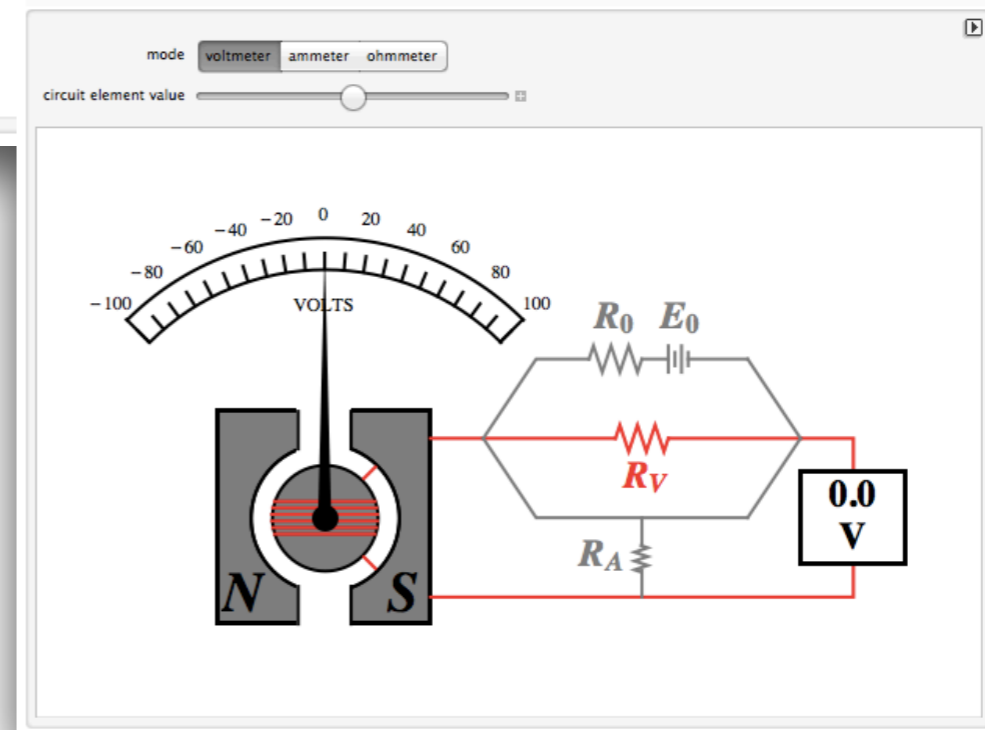 mode voltmeter ammeter ohmmeter
circuit element value
−100 −80 −60 −40 −20 0 20 40 60 80 100
VOLTS
R0 E0
RV
0.0
V
RA
N S